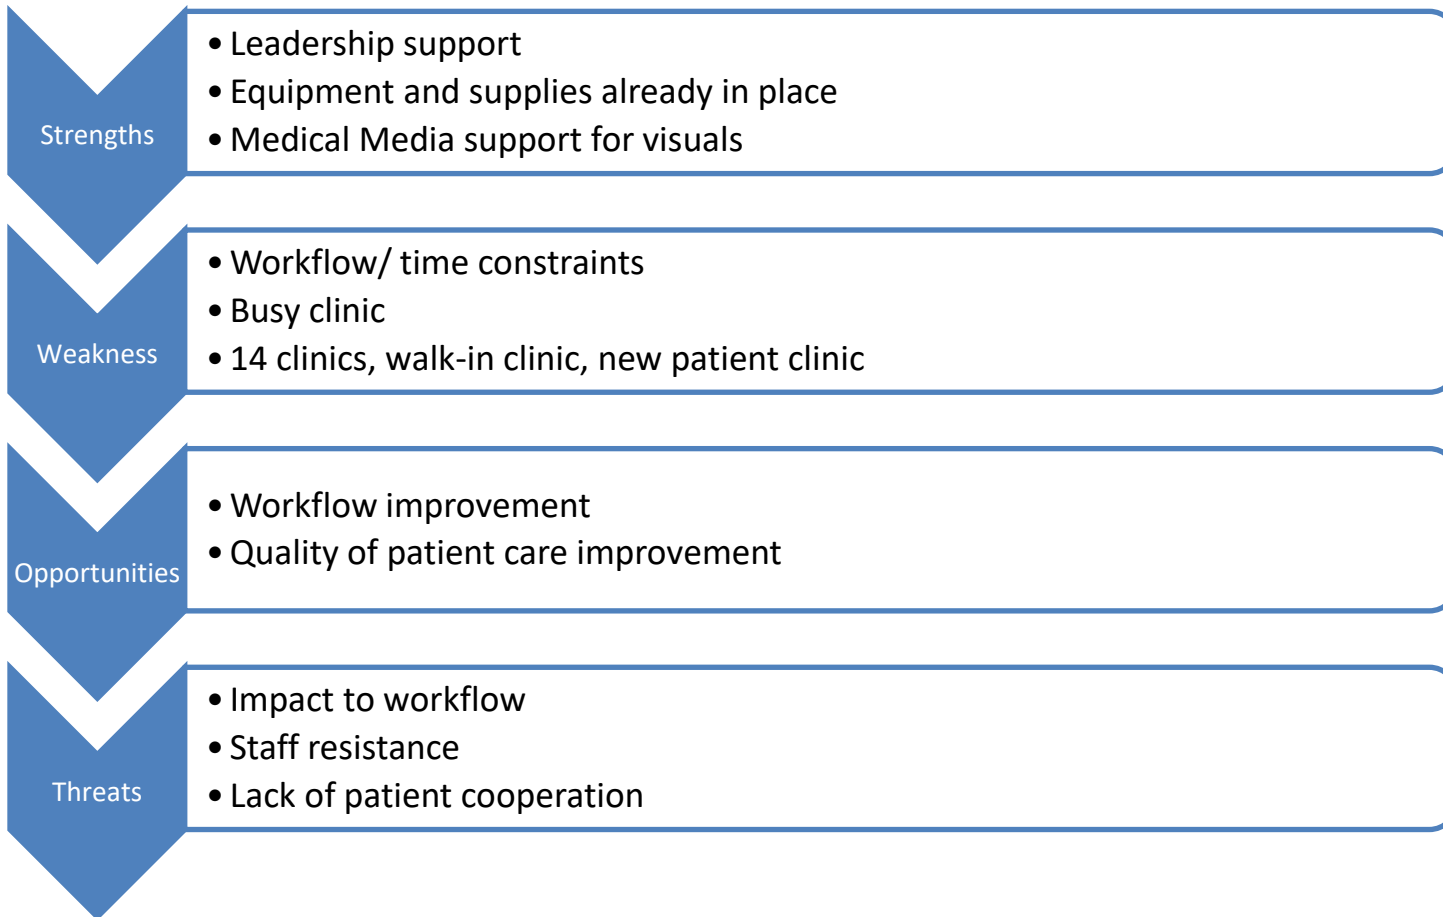 Strengths
• Leadership support
• Equipment and supplies already in place
• Medical Media support for visuals
Weakness
• Workflow/ time constraints
• Busy clinic
• 14 clinics, walk-in clinic, new patient clinic
Opportunities
• Workflow improvement
• Quality of patient care improvement
Threats
• Impact to workflow
• Staff resistance
• Lack of patient cooperation